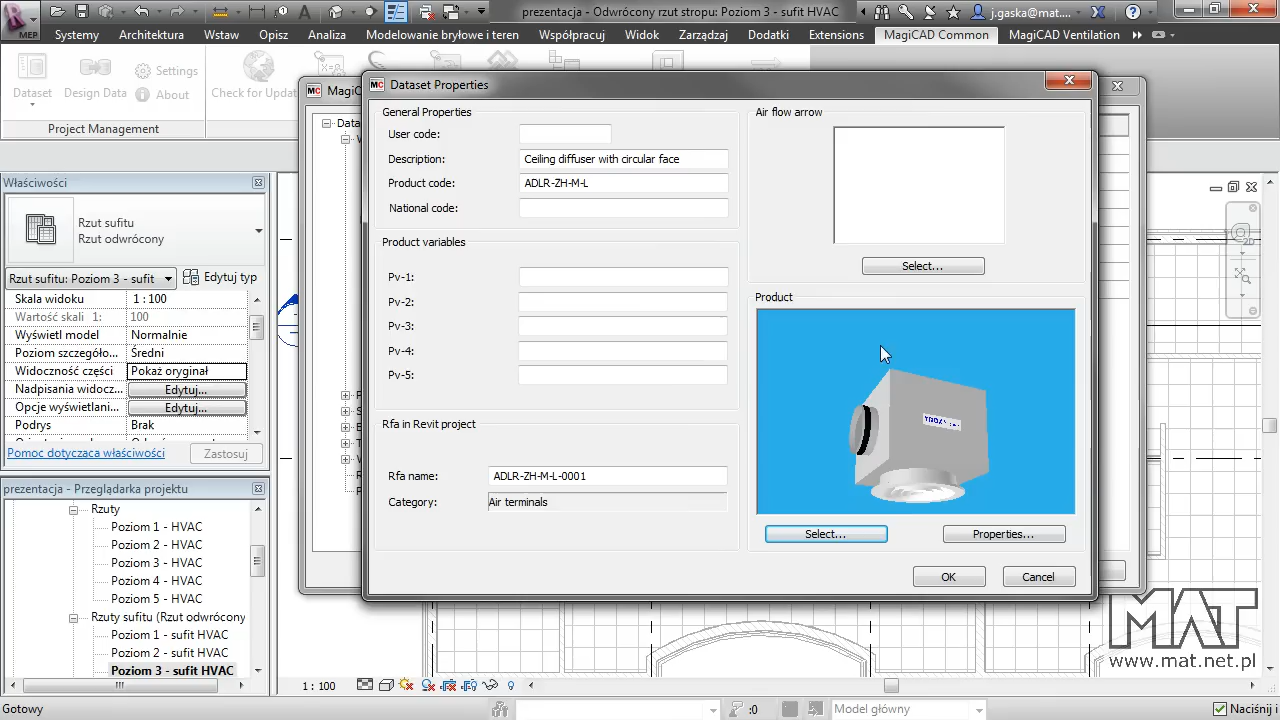 MEP
prezentacja - Odwrócony rzut stropu: Poziom 3 - sufit HVAC
j.gaska@mat....
Systemy
Architektura
Wstaw
Opisz
Analiza
Modelowanie bryłowe i teren
Współpracuj
Widok
Zarządzaj
Dodatki
Extensions
MagiCAD Common
MagiCAD Ventilation
Dataset
Design Data
Settings
About
Check for Upda
Project Management
MC
MagiC
Data
MC
Dataset Properties
General Properties
User code:
Description:
Ceiling diffuser with circular face
Product code:
ADLR-ZH-M-L
National code:
Product variables
Pv-1:
Pv-2:
Pv-3:
Pv-4:
Pv-5:
Rfa in Revit project
Rfa name:
ADLR-ZH-M-L-0001
Category:
Air terminals
Air flow arrow
Select...
Product
Select...
Properties...
OK
Cancel
Właściwości
Rzut sufitu
Rzut odwrócony
Rzut sufitu: Poziom 3 - sufit
Edytuj typ
Skala widoku
1 : 100
Wartość skali 1:
100
Wyświetl model
Normalnie
Poziom szczegóło...
Średni
Widoczność części
Pokaż oryginał
Nadpisania widocz...
Edytuj...
Opcje wyświetlani...
Edytuj...
Podrys
Brak
Pomoc dotycząca właściwości
Zastosuj
prezentacja - Przeglądarka projektu
Rzuty
Poziom 1 - HVAC
Poziom 2 - HVAC
Poziom 3 - HVAC
Poziom 4 - HVAC
Poziom 5 - HVAC
Rzuty sufitu (Rzut odwrócony
Poziom 1 - sufit HVAC
Poziom 2 - sufit HVAC
Poziom 3 - sufit HVAC
1 : 100
Gotowy
:0
Model główny
Naciśnij i
MAT
www.mat.net.pl